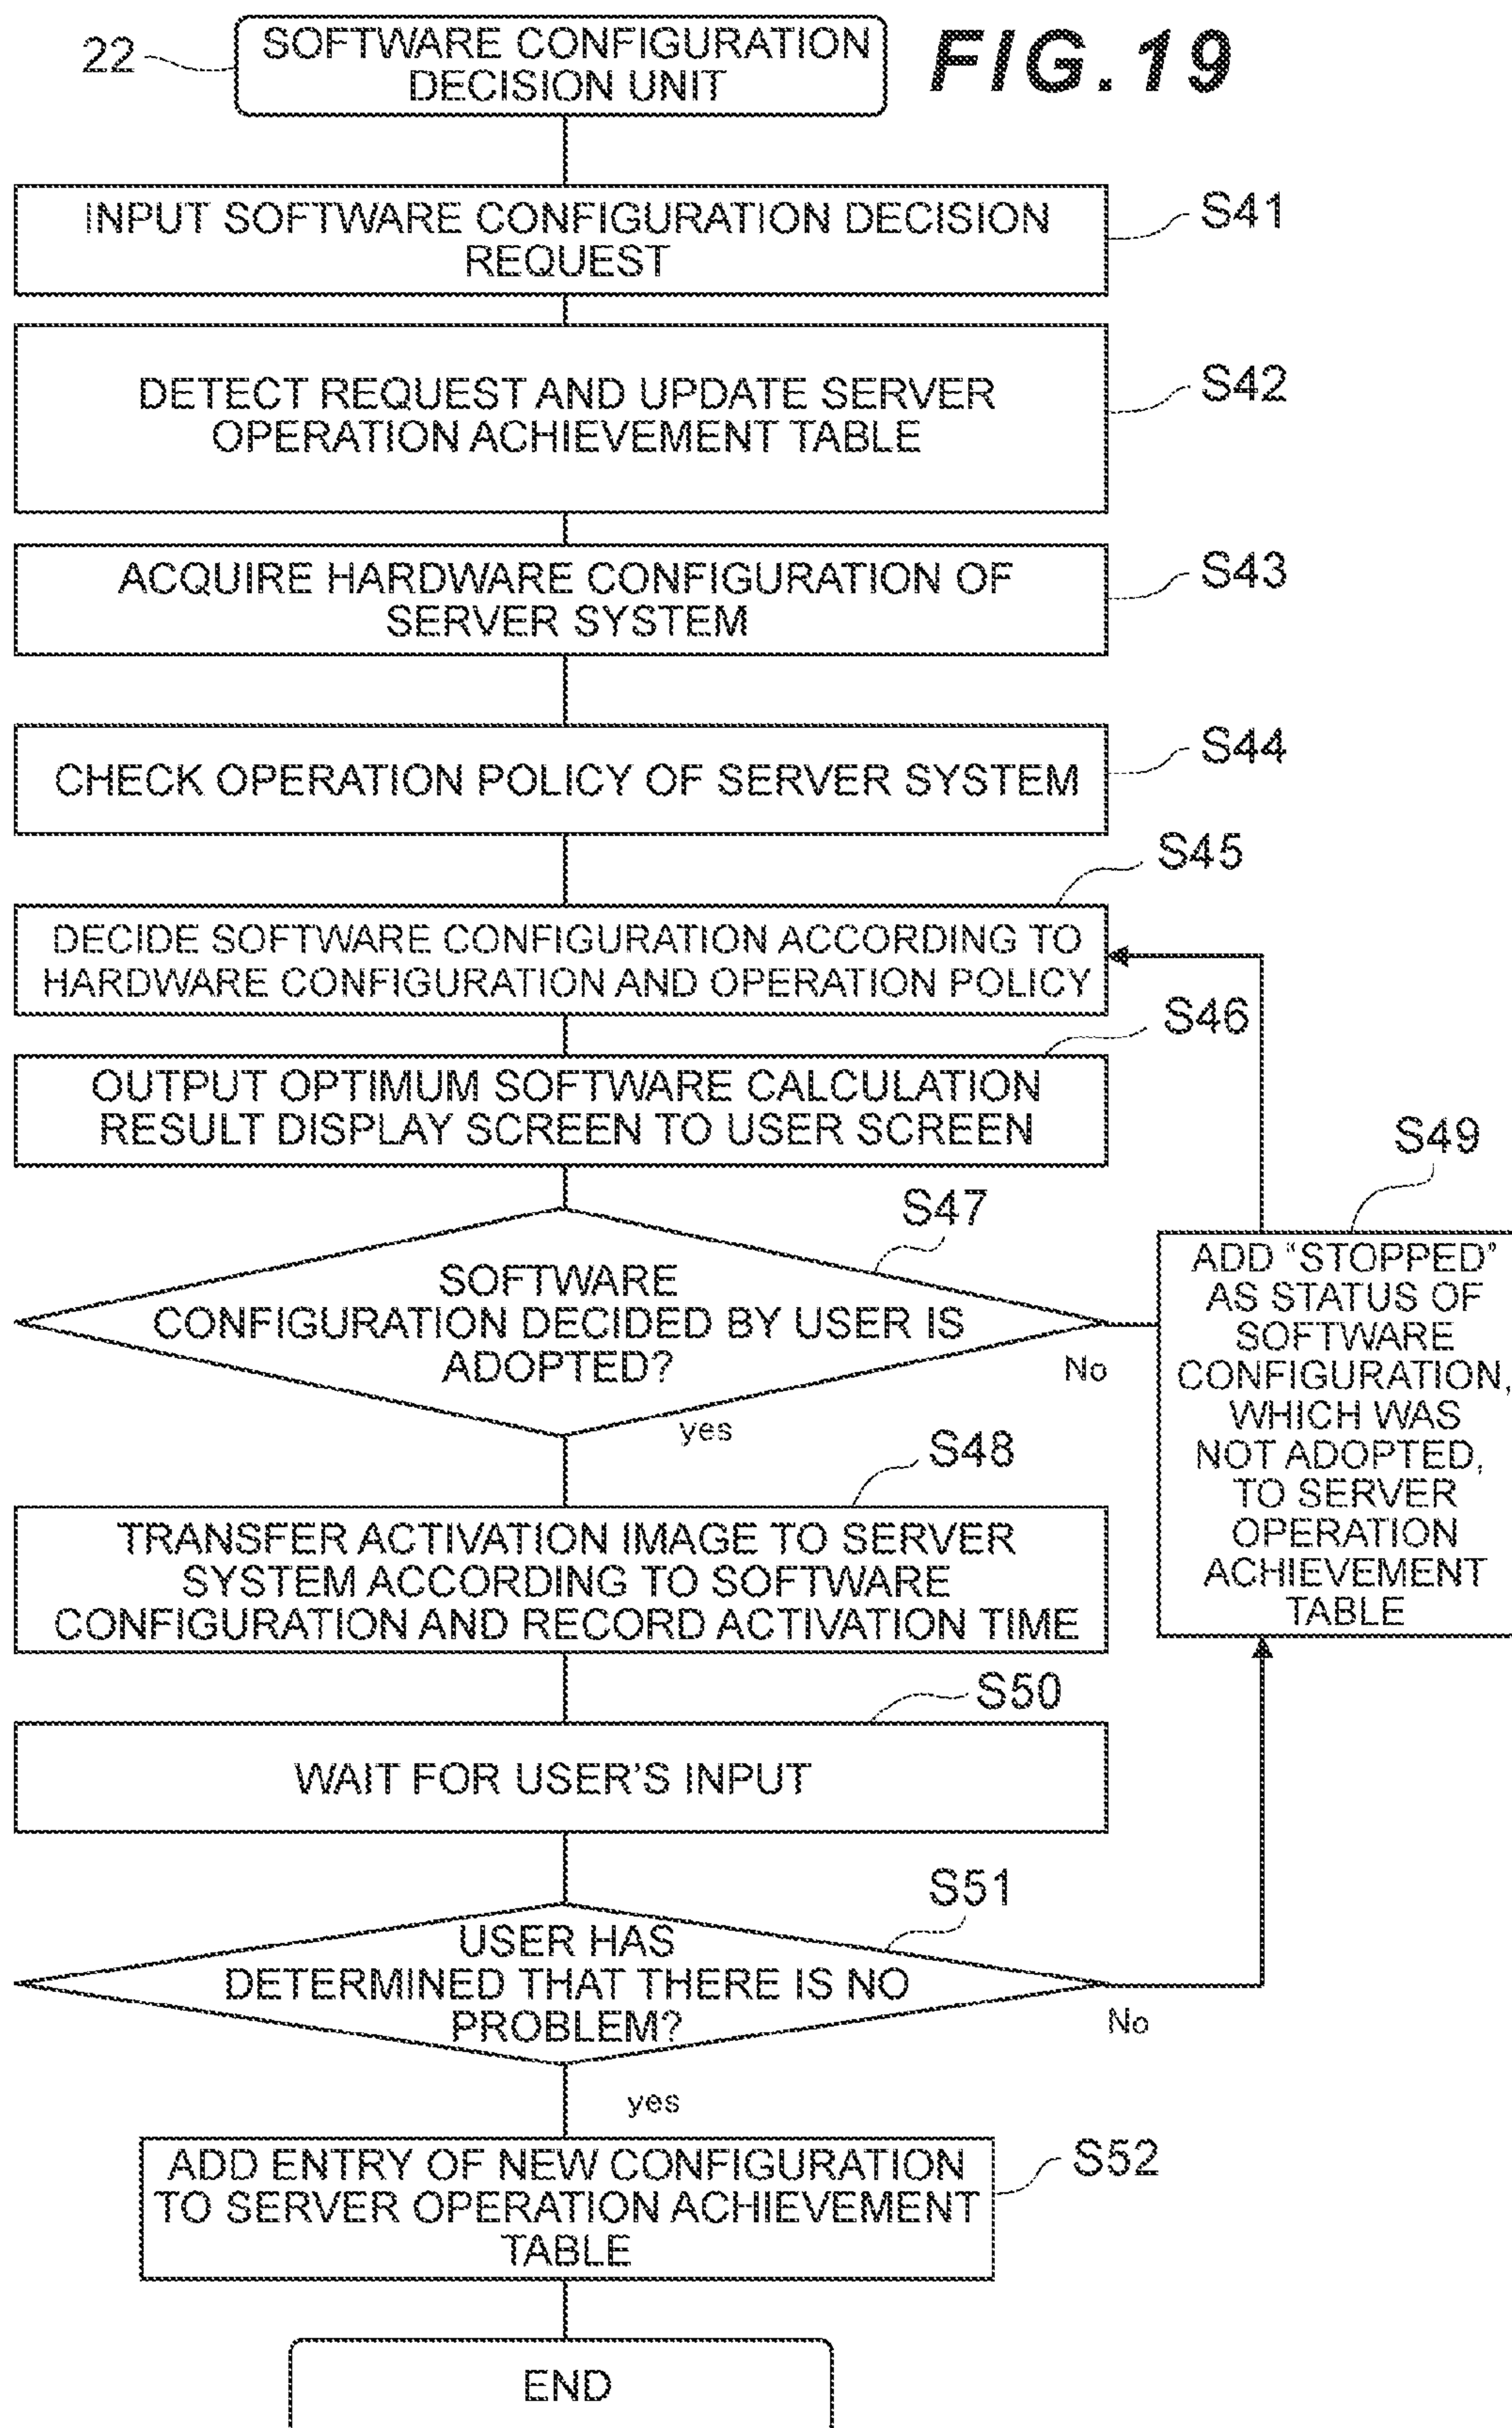 22
SOFTWARE CONFIGURATION
DECISION UNIT
FIG.19
INPUT SOFTWARE CONFIGURATION DECISION
REQUEST
S41
DETECT REQUEST AND UPDATE SERVER
OPERATION ACHIEVEMENT TABLE
S42
ACQUIRE HARDWARE CONFIGURATION OF
SERVER SYSTEM
S43
CHECK OPERATION POLICY OF SERVER SYSTEM
S44
S45
DECIDE SOFTWARE CONFIGURATION ACCORDING TO
HARDWARE CONFIGURATION AND OPERATION POLICY
S46
OUTPUT OPTIMUM SOFTWARE CALCULATION
RESULT DISPLAY SCREEN TO USER SCREEN
S47
SOFTWARE
CONFIGURATION DECIDED BY USER IS
ADOPTED?
No
yes
S49
ADD “STOPPED”
AS STATUS OF
SOFTWARE
CONFIGURATION,
WHICH WAS
NOT ADOPTED,
TO SERVER
OPERATION
ACHIEVEMENT
TABLE
S48
TRANSFER ACTIVATION IMAGE TO SERVER
SYSTEM ACCORDING TO SOFTWARE
CONFIGURATION AND RECORD ACTIVATION TIME
S50
WAIT FOR USER'S INPUT
S51
USER HAS
DETERMINED THAT THERE IS NO
PROBLEM?
No
yes
ADD ENTRY OF NEW CONFIGURATION
TO SERVER OPERATION ACHIEVEMENT
TABLE
S52
END